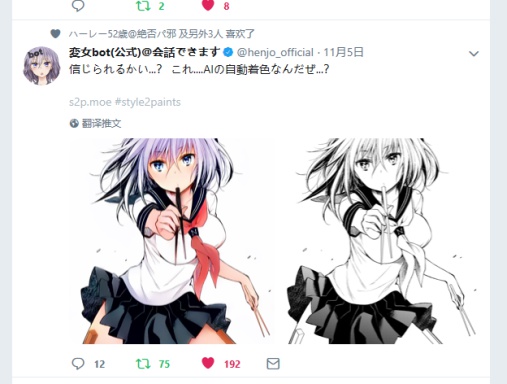 2 8
ハーレー52歳@絶否パ邪 及另外3人 喜欢了
变女bot(公式)@会話できます @henjo_official · 11月5日
信じられるかい...? これ....AIの自動着色なんだぜ...?
s2p.moe #style2paints
翻译推文
bot
12 75 192